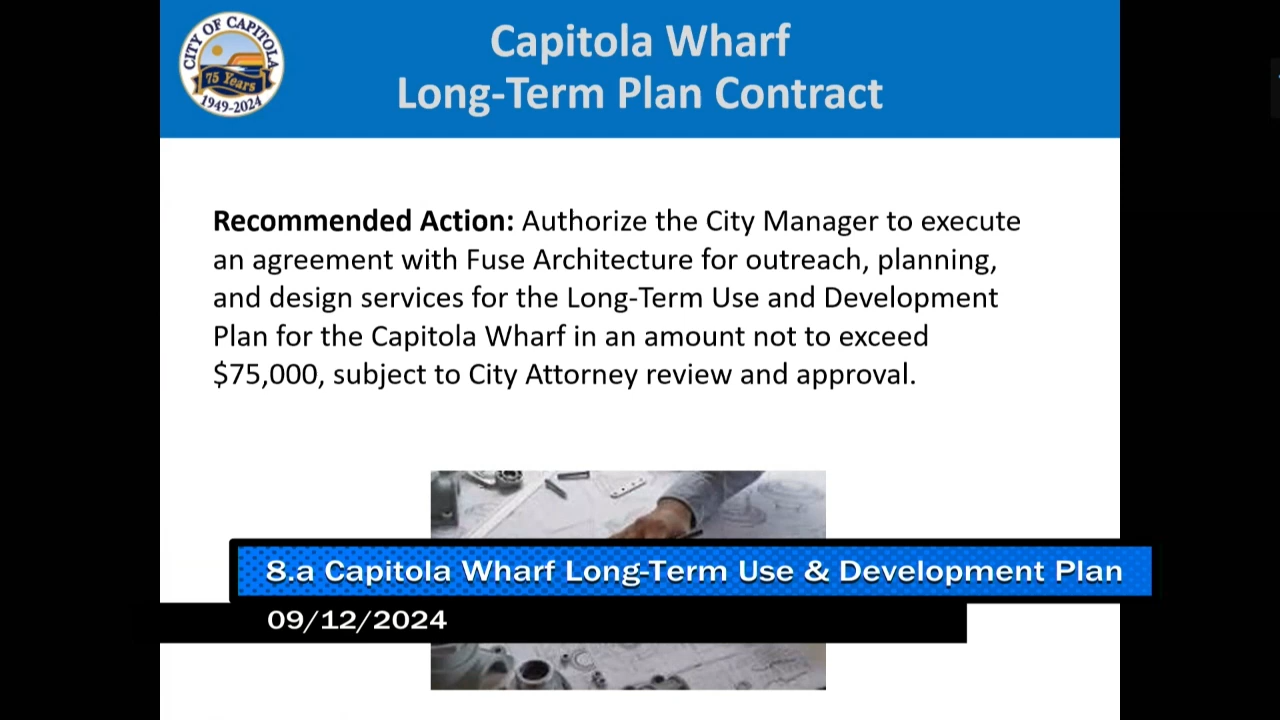 CITY OF CAPITOLA
75 Years
1949-2024
Capitola Wharf
Long-Term Plan Contract
Recommended Action: Authorize the City Manager to execute
an agreement with Fuse Architecture for outreach, planning,
and design services for the Long-Term Use and Development
Plan for the Capitola Wharf in an amount not to exceed
$75,000, subject to City Attorney review and approval.
8.a Capitola Wharf Long-Term Use & Development Plan
09/12/2024